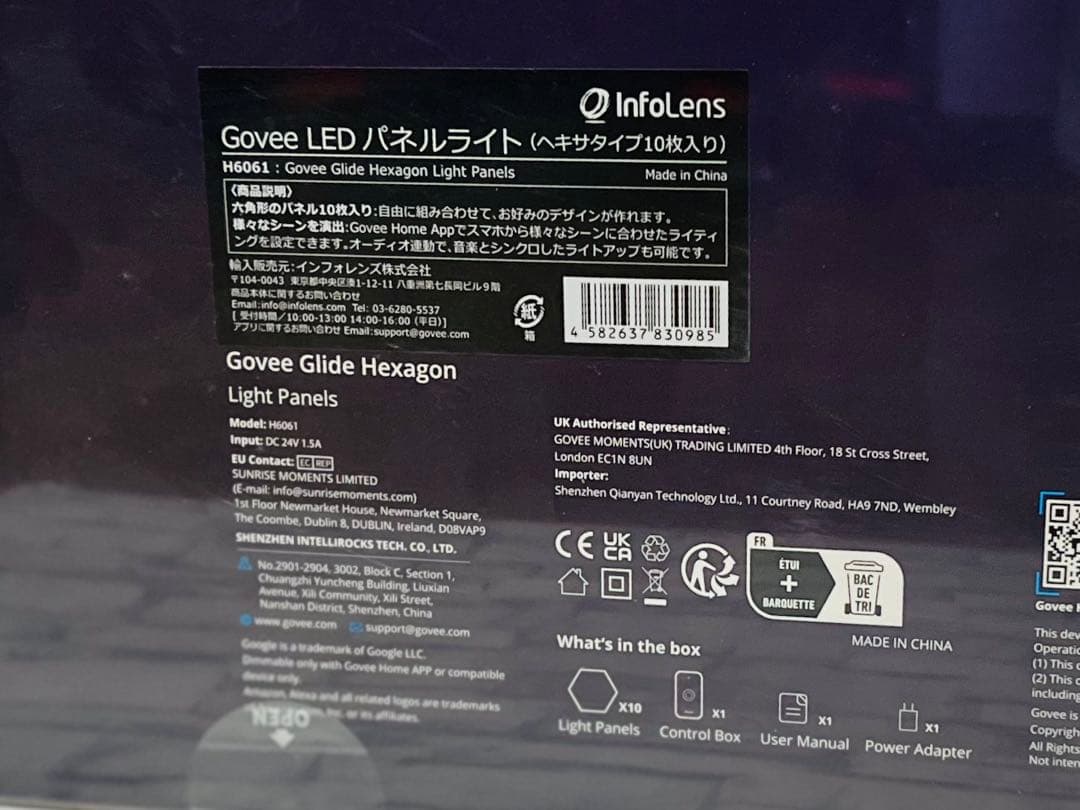 InfoLens
Govee LED パネルライト（ヘキサタイプ10枚入り）
H6061 : Govee Glide Hexagon Light Panels
Made in China
〈商品説明〉
六角形のパネル10枚入り:自由に組み合わせて、お好みのデザインが作れます。
様々なシーンを演出:Govee Home Appでスマホから様々なシーンに合わせたライティ
ングを設定できます。オーディオ連動で、音楽とシンクロしたライトアップも可能です。
輸入販売元:インフォレンズ株式会社
〒104-0043 東京都中央区湊1-12-11 八重洲第七長岡ビル9階
商品本体に関するお問い合わせ
Email:info@infolens.com Tel: 03-6280-5537
[ 受付時間/10:00-13:00 14:00-16:00 (平日)]
アプリに関するお問い合わせ Email:support@govee.com
紙
箱
4 582637 830985
Govee Glide Hexagon
Light Panels
Model: H6061
Input: DC 24V 1.5A
EU Contact: EC REP
SUNRISE MOMENTS LIMITED
(E-mail: info@sunrisemoments.com)
1st Floor Newmarket House, Newmarket Square,
The Coombe, Dublin 8, DUBLIN, Ireland, D08VAP9
SHENZHEN INTELLIROCKS TECH. CO., LTD.
No.2901-2904, 3002, Block C, Section 1,
Chuangzhi Yuncheng Building, Liuxian
Avenue, Xili Community, Xili Street,
Nanshan District, Shenzhen, China
www.govee.com support@govee.com
Google is a trademark of Google LLC.
Dimmable only with Govee Home APP or compatible
device only.
Amazon, Alexa and all related logos are trademarks
Inc. or its affiliates.
OPEN
UK Authorised Representative:
GOVEE MOMENTS(UK) TRADING LIMITED 4th Floor, 18 St Cross Street,
London EC1N 8UN
Importer:
Shenzhen Qianyan Technology Ltd., 11 Courtney Road, HA9 7ND, Wembley
CE UK CA
FR
ÉTUI
+
BARQUETTE
BAC
DE
TRI
MADE IN CHINA
What's in the box
X10
Light Panels
X1
Control Box
X1
User Manual
X1
Power Adapter
Govee
This dev
Operatio
(1) This
(2) This
including
Govee is
Copyright
All Rights
Not inten